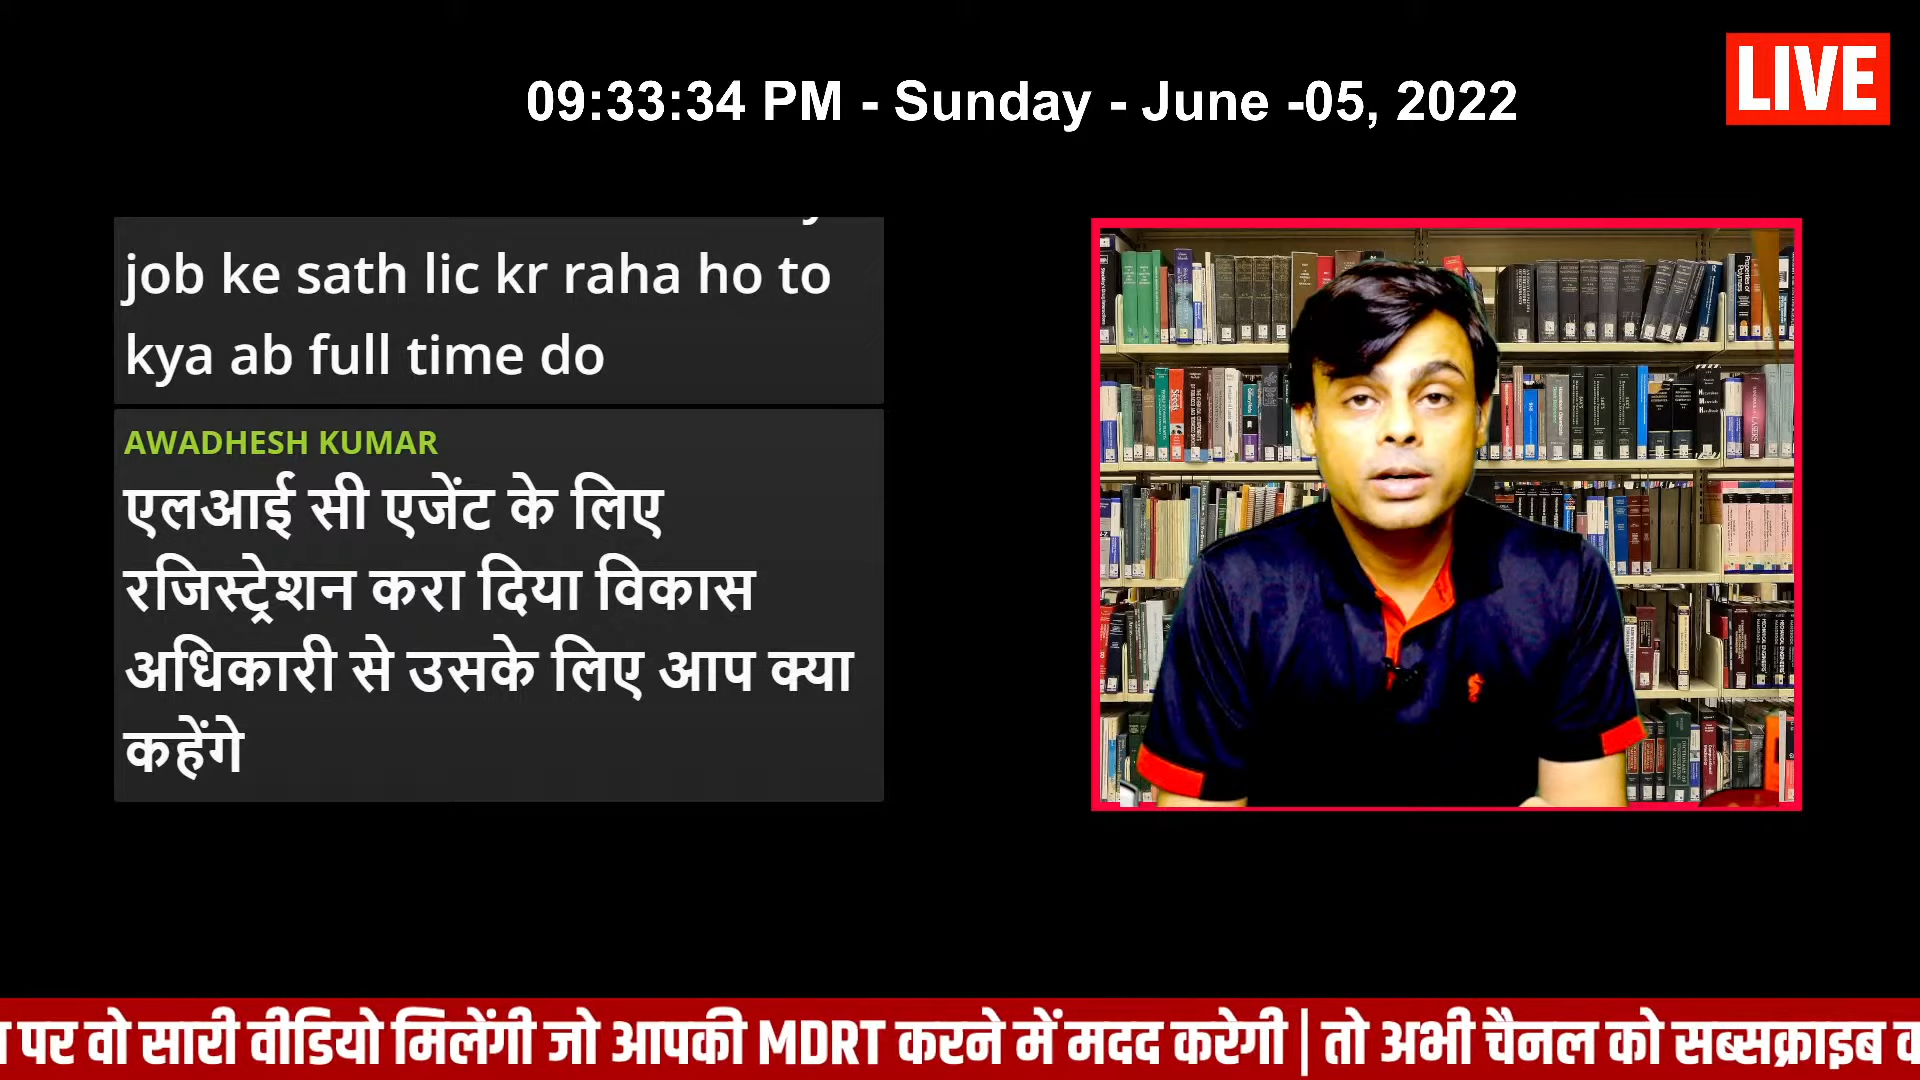 09:33:34 PM - Sunday - June -05, 2022
LIVE
job ke sath lic kr raha ho to
kya ab full time do
AWADHESH KUMAR
एलआई सी एजेंट के लिए
रजिस्ट्रेशन करा दिया विकास
अधिकारी से उसके लिए आप क्या
कहेंगे
पर वो सारी वीडियो मिलेंगी जो आपकी MDRT करने में मदद करेगी | तो अभी चैनल को सब्सक्राइब